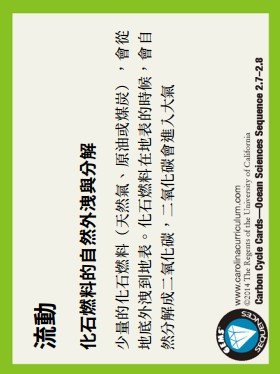 流動
化石燃料的自然外洩與分解
少量的化石燃料（天然氣、原油或煤炭），會從
地底外洩到地表。化石燃料在地表的時候，會自
然分解成二氧化碳，二氧化碳會進入大氣
GEMS
SEQUENCES
www.carolinacurriculum.com
©2014 The Regents of the University of California
Carbon Cycle Cards—Ocean Sciences Sequence 2.7–2.8